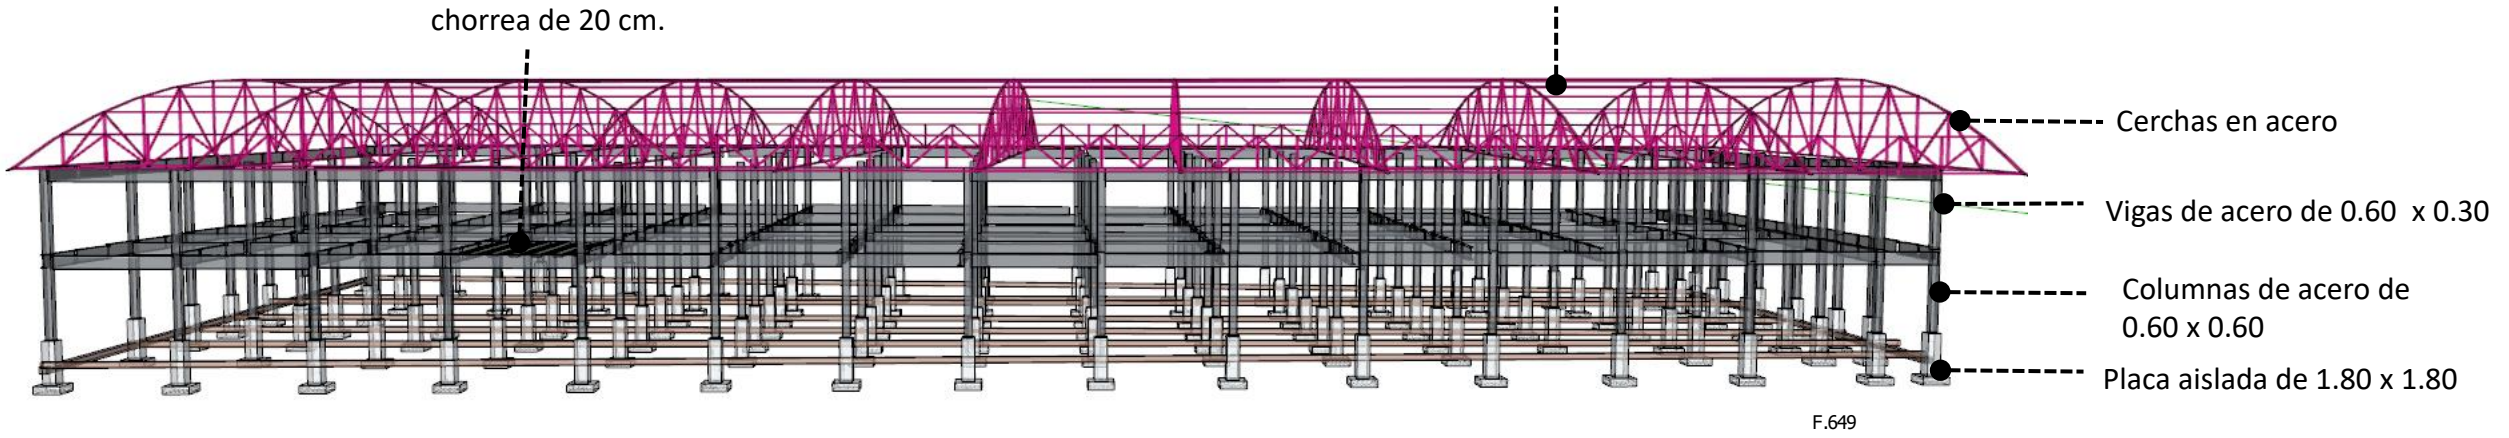 chorrea de 20 cm.
Cerchas en acero
Vigas de acero de 0.60 x 0.30
Columnas de acero de
0.60 x 0.60
Placa aislada de 1.80 x 1.80
F.649